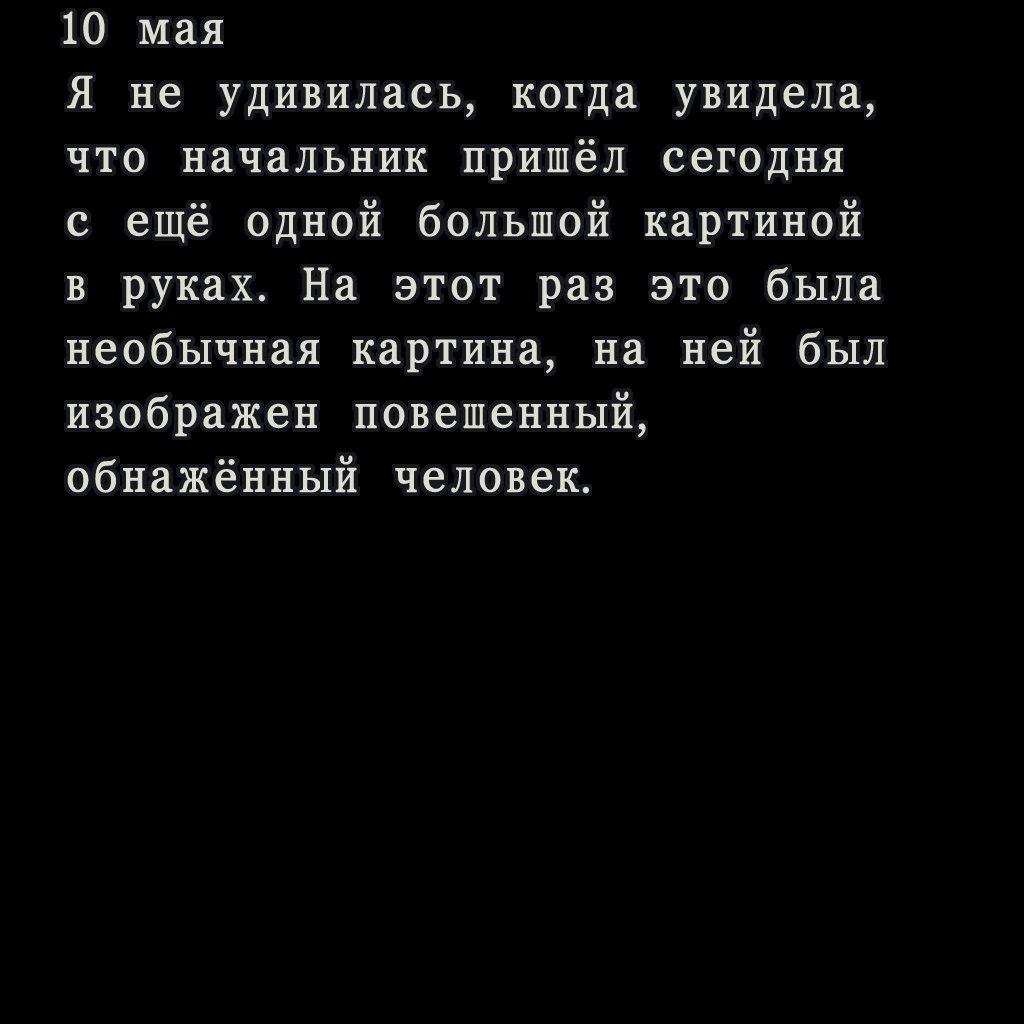 10 мая
Я не удивилась, когда увидела,
что начальник пришёл сегодня
с ещё одной большой картиной
в руках. На этот раз это была
необычная картина, на ней был
изображен повешенный,
обнажённый человек.